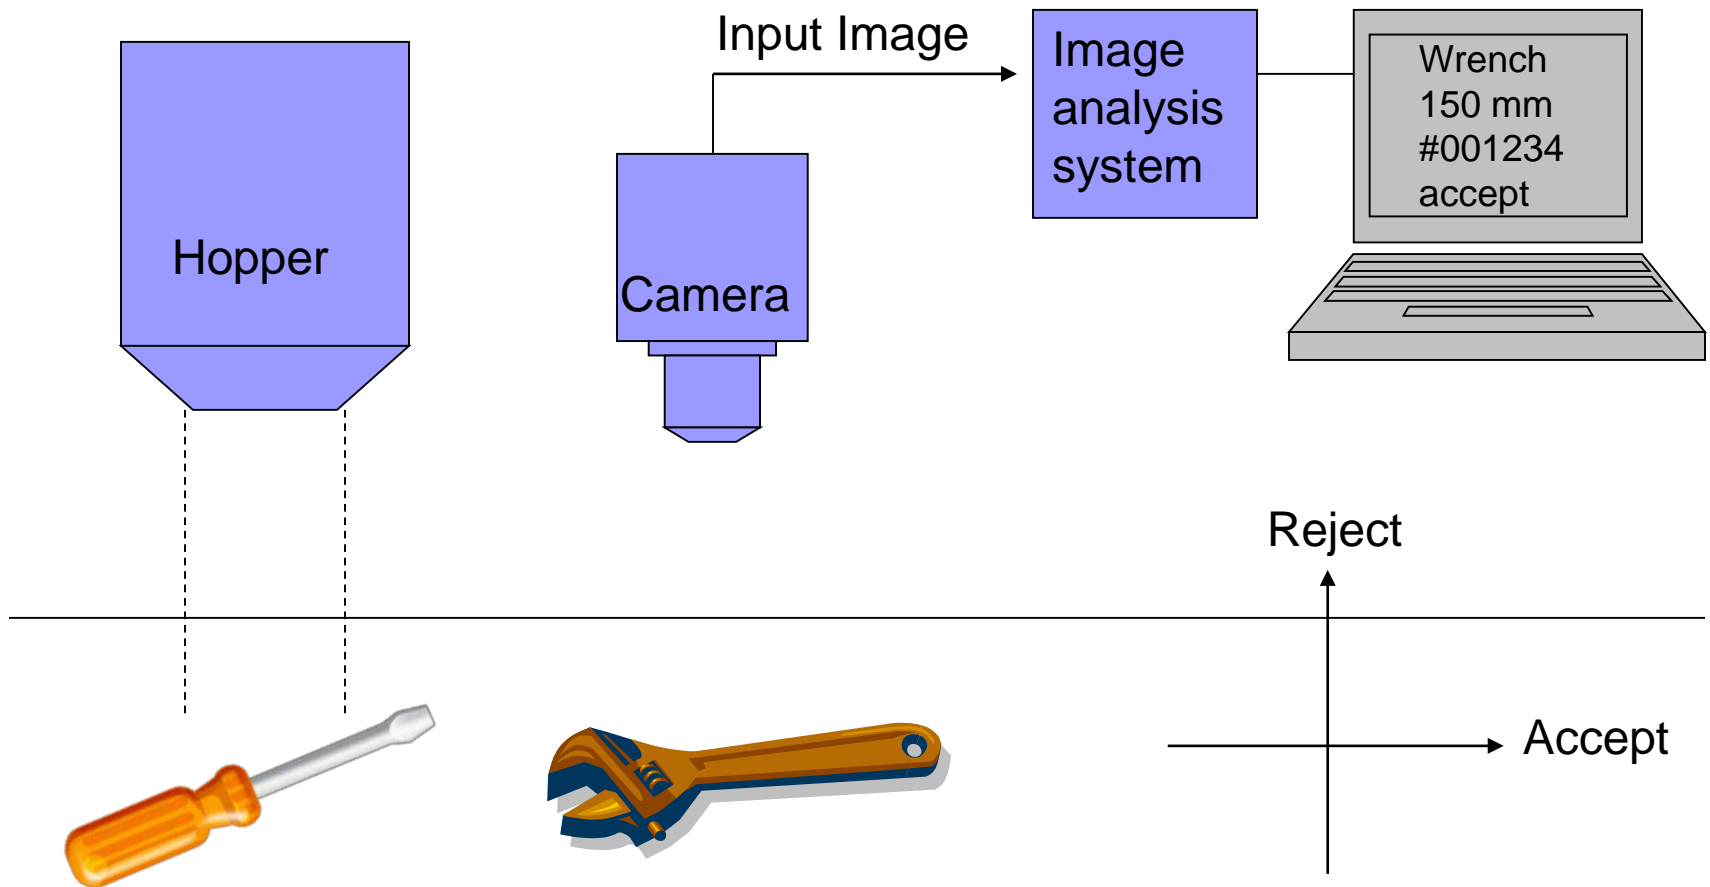 Input Image
Image
analysis
system
Wrench
150 mm
#001234
accept
Hopper
Camera
Reject
Accept